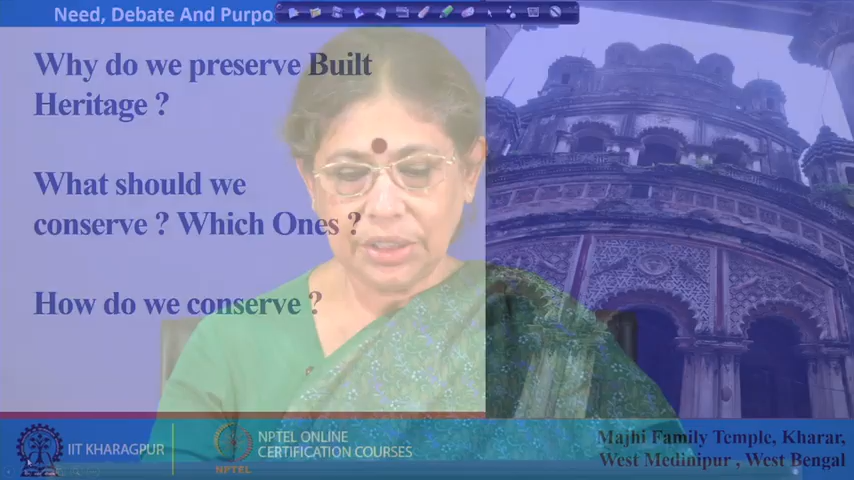 Need, Debate And Purpo
Why do we preserve Built
Heritage ?
What should we
conserve ? Which Ones ?
How do we conserve ?
IIT KHARAGPUR
NPTEL
NPTEL ONLINE
CERTIFICATION COURSES
Majhi Family Temple, Kharar,
West Medinipur , West Bengal